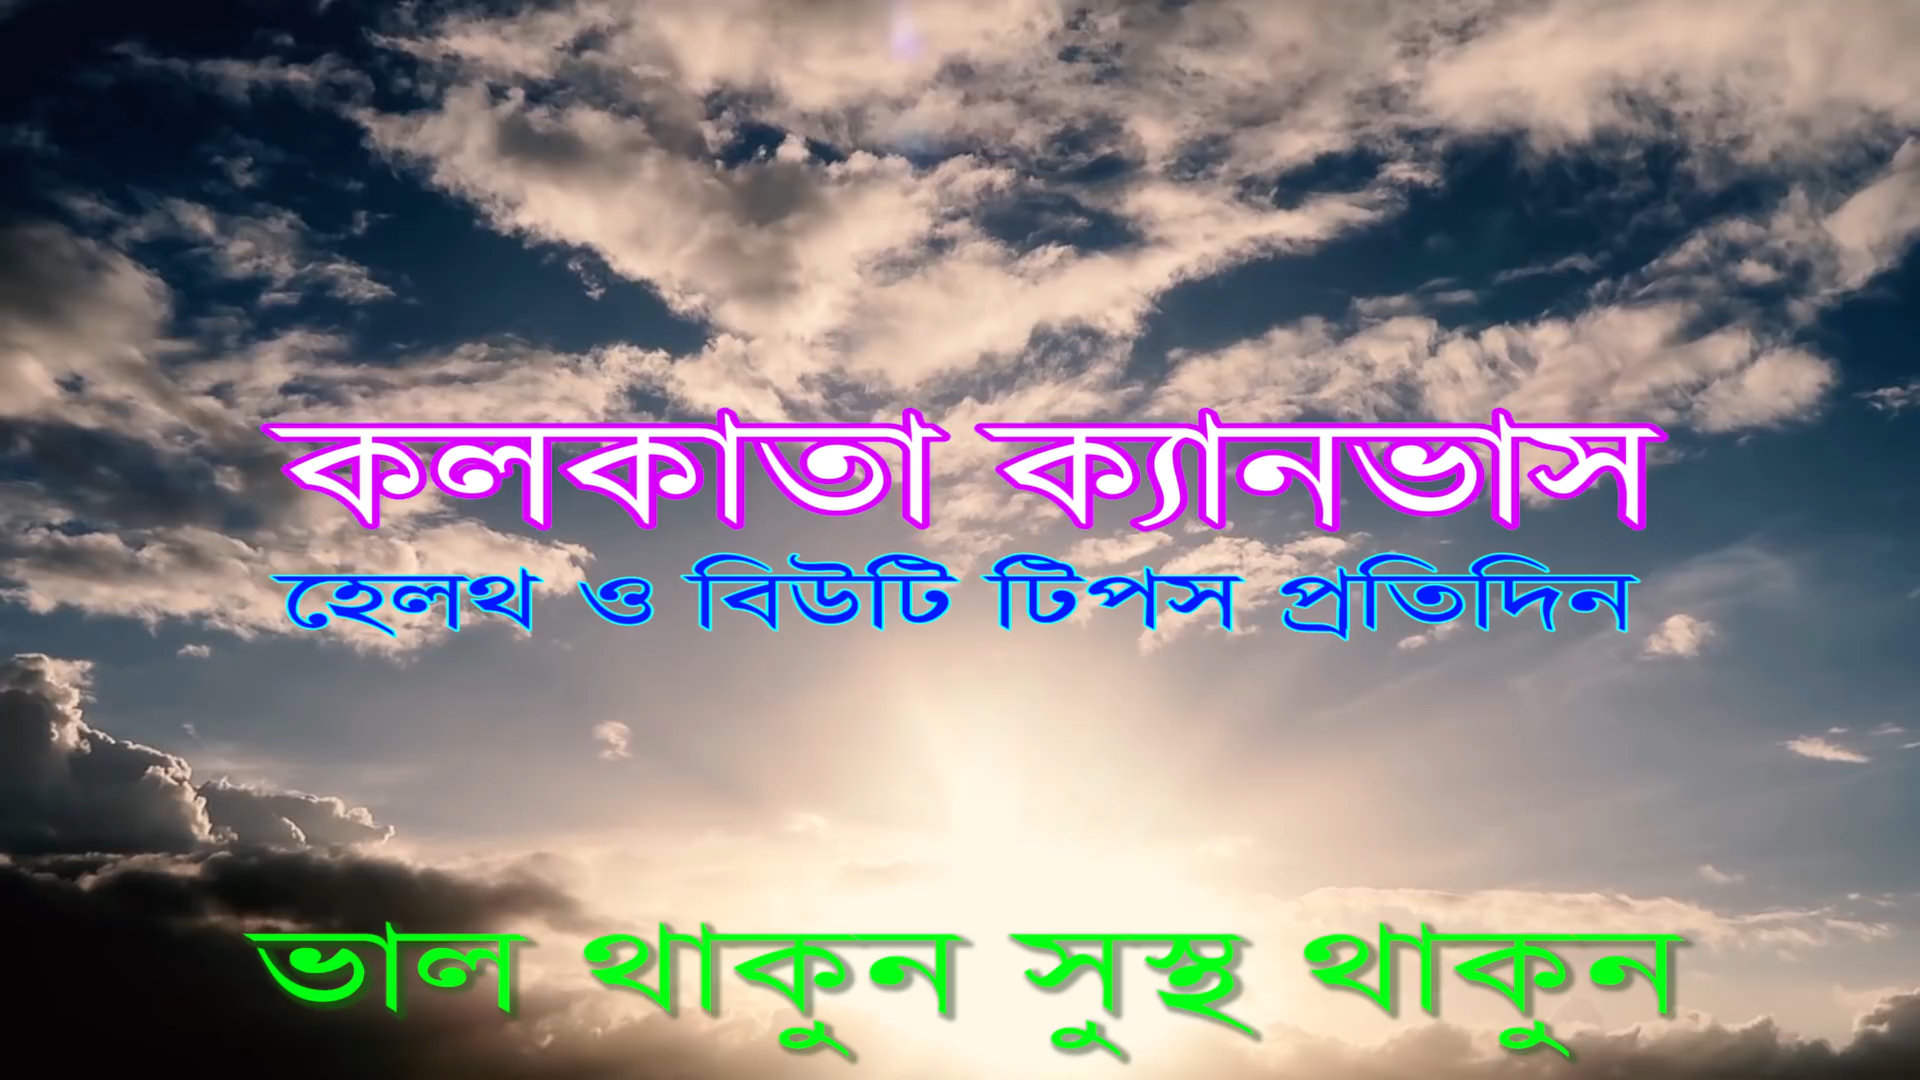 কলকাতা ক্যানভাস
হেলথ ও বিউটি টিপস প্রতিদিন
ভাল থাকুন সুস্থ থাকুন